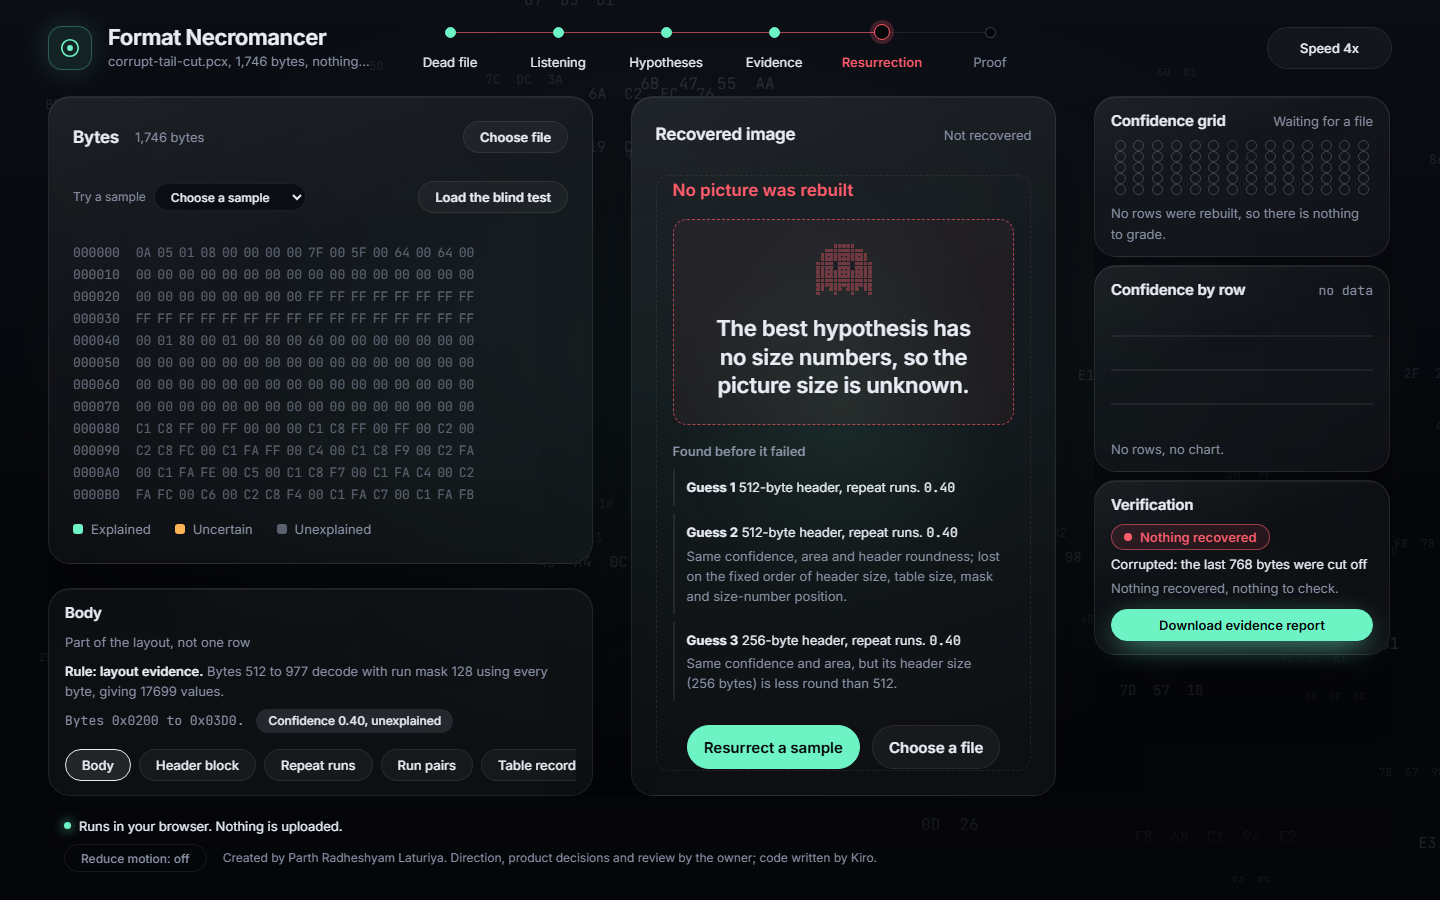 Format Necromancer
corrupt-tail-cut.pcx, 1,746 bytes, nothing...
Dead file
Listening
Hypotheses
Evidence
Resurrection
Proof
Speed 4x
Bytes
1,746 bytes
Choose file
Try a sample
Choose a sample
Load the blind test
000000 0A 05 01 08 00 00 00 00 7F 00 5F 00 64 00 64 00
000010 00 00 00 00 00 00 00 00 00 00 00 00 00 00 00 00
000020 00 00 00 00 00 00 00 00 FF FF FF FF FF FF FF FF
000030 FF FF FF FF FF FF FF FF FF FF FF FF FF FF FF FF
000040 00 01 80 00 01 00 80 00 60 00 00 00 00 00 00 00
000050 00 00 00 00 00 00 00 00 00 00 00 00 00 00 00 00
000060 00 00 00 00 00 00 00 00 00 00 00 00 00 00 00 00
000070 00 00 00 00 00 00 00 00 00 00 00 00 00 00 00 00
000080 C1 C8 FF 00 FF 00 00 00 C1 C8 FF 00 FF 00 C2 00
000090 C2 C8 FC 00 C1 FA FF 00 C4 00 C1 C8 F9 00 C2 FA
0000A0 00 C1 FA FE 00 C5 00 C1 C8 F7 00 C1 FA C4 00 C2
0000B0 FA FC 00 C6 00 C2 C8 F4 00 C1 FA C7 00 C1 FA FB
Explained
Uncertain
Unexplained
Body
Part of the layout, not one row
Rule: layout evidence. Bytes 512 to 977 decode with run mask 128 using every
byte, giving 17699 values.
Bytes 0x0200 to 0x03D0.
Confidence 0.40, unexplained
Body
Header block
Repeat runs
Run pairs
Table record
Recovered image
Not recovered
No picture was rebuilt
The best hypothesis has
no size numbers, so the
picture size is unknown.
Found before it failed
Guess 1 512-byte header, repeat runs. 0.40
Guess 2 512-byte header, repeat runs. 0.40
Same confidence, area and header roundness; lost
on the fixed order of header size, table size, mask
and size-number position.
Guess 3 256-byte header, repeat runs. 0.40
Same confidence and area, but its header size
(256 bytes) is less round than 512.
Resurrect a sample
Choose a file
Confidence grid
Waiting for a file
No rows were rebuilt, so there is nothing
to grade.
Confidence by row
no data
No rows, no chart.
Verification
Nothing recovered
Corrupted: the last 768 bytes were cut off
Nothing recovered, nothing to check.
Download evidence report
Runs in your browser. Nothing is uploaded.
Reduce motion: off
Created by Parth Radheshyam Laturiya. Direction, product decisions and review by the owner; code written by Kiro.